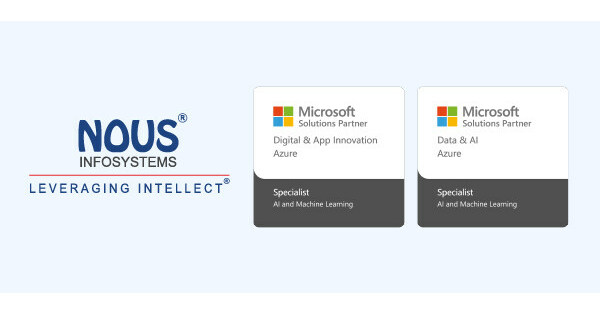 NOUS®
INFOSYSTEMS
LEVERAGING INTELLECT®
Microsoft
Solutions Partner
Digital & App Innovation
Azure
Specialist
AI and Machine Learning
Microsoft
Solutions Partner
Data & AI
Azure
Specialist
AI and Machine Learning